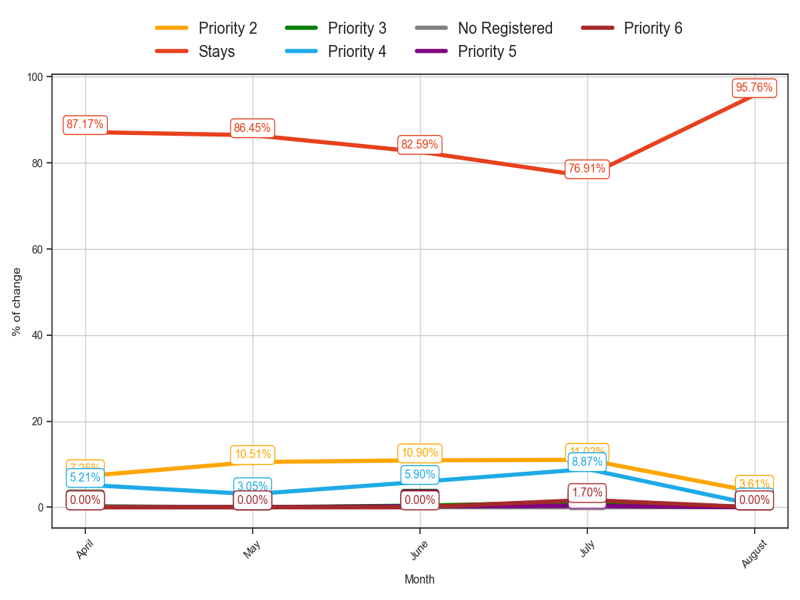 Priority 2 Priority 3 No Registered Priority 6
Stays Priority 4 Priority 5
100
95.76%
87.17%
86.45%
82.59%
80
76.91%
60
% of change
40
20
10.51%
10.90%
8.87%
5.21%
5.90%
3.05%
3.61%
1.70%
0
0.00%
0.00%
0.00%
0.00%
April
May
June
July
August
Month